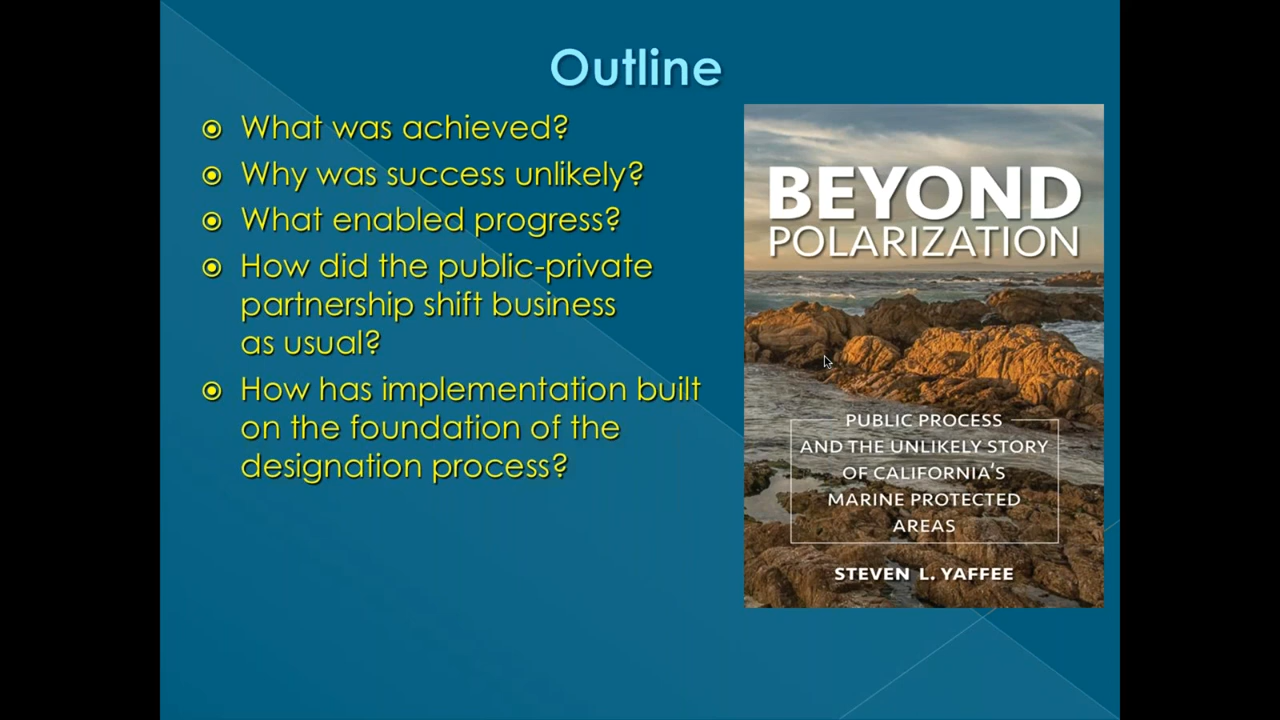 Outline
What was achieved?
Why was success unlikely?
What enabled progress?
How did the public-private
partnership shift business
as usual?
How has implementation built
on the foundation of the
designation process?
BEYOND
POLARIZATION
PUBLIC PROCESS
AND THE UNLIKELY STORY
OF CALIFORNIA'S
MARINE PROTECTED
AREAS
STEVEN L. YAFFEE